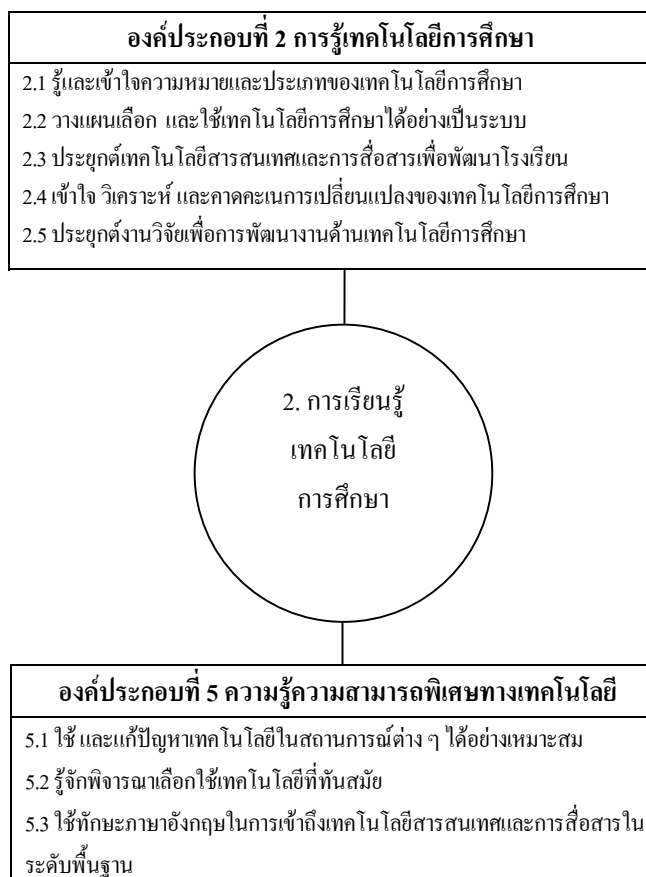 องค์ประกอบที่ 2 การรู้เทคโนโลยีการศึกษา
2.1 รู้และเข้าใจความหมายและประเภทของเทคโนโลยีการศึกษา
2.2 วางแผนเลือก และใช้เทคโนโลยีการศึกษาได้อย่างเป็นระบบ
2.3 ประยุกต์เทคโนโลยีสารสนเทศและการสื่อสารเพื่อพัฒนาโรงเรียน
2.4 เข้าใจ วิเคราะห์ และคาดคะเนการเปลี่ยนแปลงของเทคโนโลยีการศึกษา
2.5 ประยุกต์งานวิจัยเพื่อการพัฒนางานด้านเทคโนโลยีการศึกษา
2. การเรียนรู้
เทคโนโลยี
การศึกษา
องค์ประกอบที่ 5 ความรู้ความสามารถพิเศษทางเทคโนโลยี
5.1 ใช้ และแก้ปัญหาเทคโนโลยีในสถานการณ์ต่าง ๆ ได้อย่างเหมาะสม
5.2 รู้จักพิจารณาเลือกใช้เทคโนโลยีที่ทันสมัย
5.3 ใช้ทักษะภาษาอังกฤษในการเข้าถึงเทคโนโลยีสารสนเทศและการสื่อสารใน
ระดับพื้นฐาน